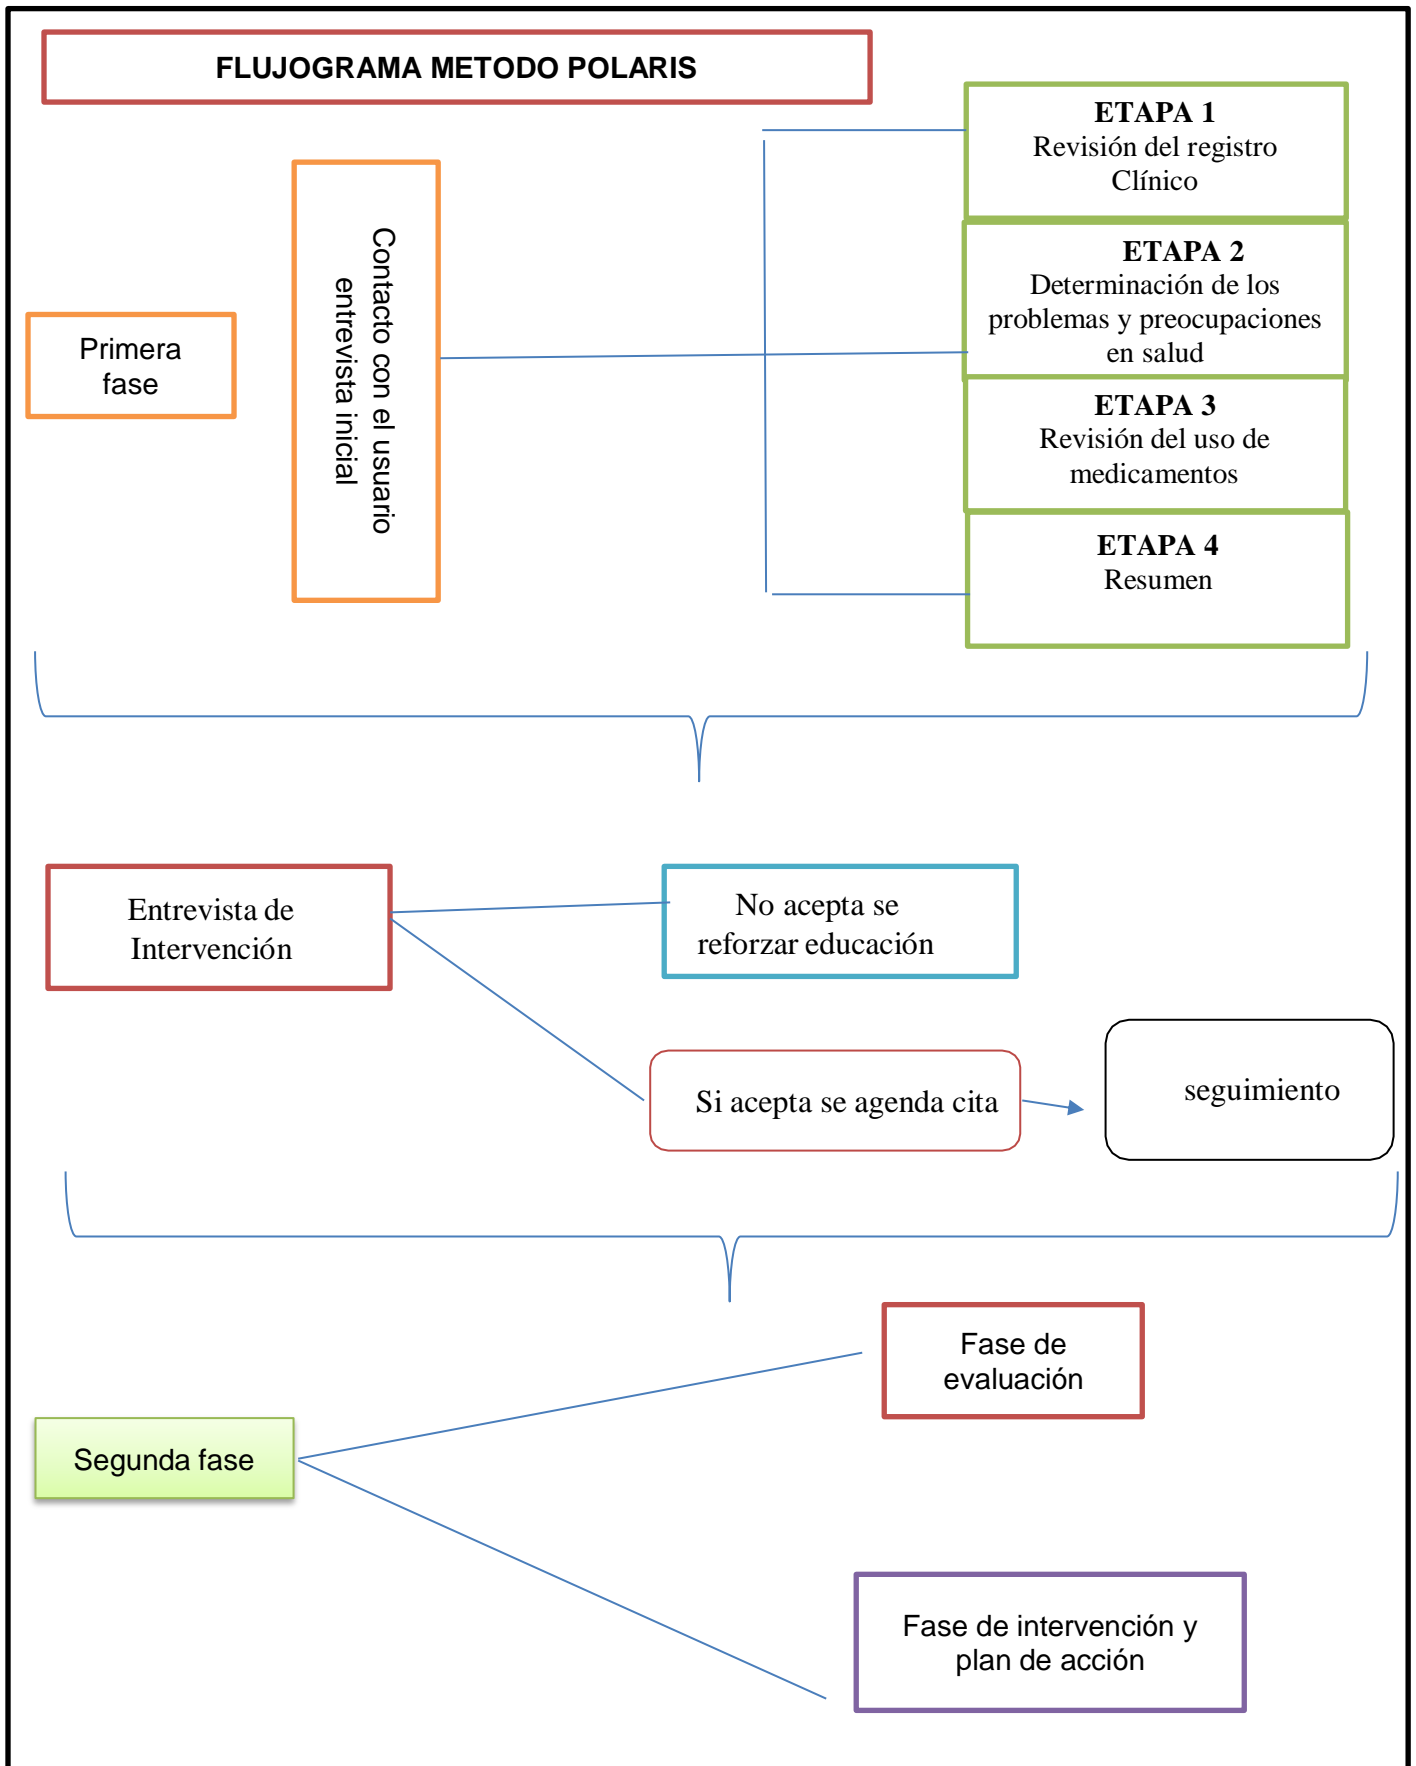 FLUJOGRAMA METODO POLARIS
Primera
fase
Contacto con el usuario
entrevista inicial
ETAPA 1
Revisión del registro
Clínico
ETAPA 2
Determinación de los
problemas y preocupaciones
en salud
ETAPA 3
Revisión del uso de
medicamentos
ETAPA 4
Resumen
Entrevista de
Intervención
No acepta se
reforzar educación
Si acepta se agenda cita
seguimiento
Segunda fase
Fase de
evaluación
Fase de intervención y
plan de acción